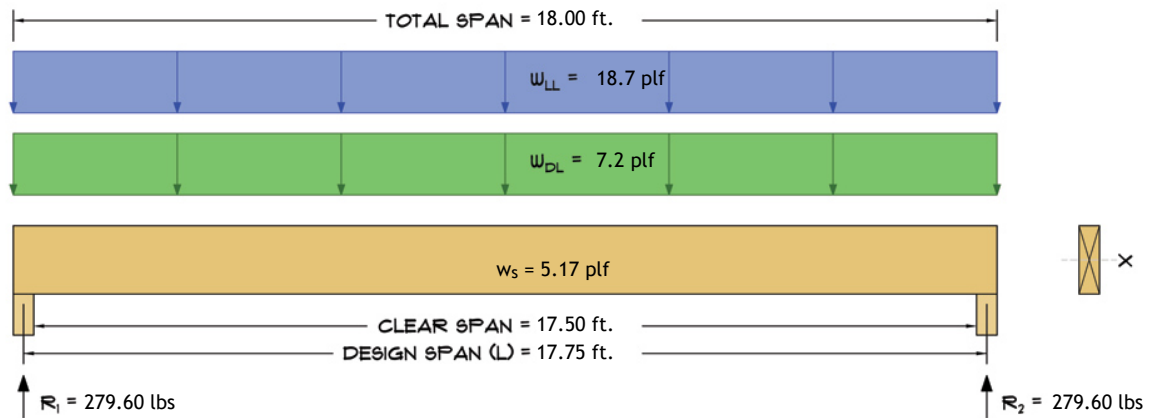 TOTAL SPAN = 18.00 ft.
wLL = 18.7 plf
wDL = 7.2 plf
ws = 5.17 plf
X
CLEAR SPAN = 17.50 ft.
DESIGN SPAN (L) = 17.75 ft.
R1 = 279.60 lbs
R2 = 279.60 lbs